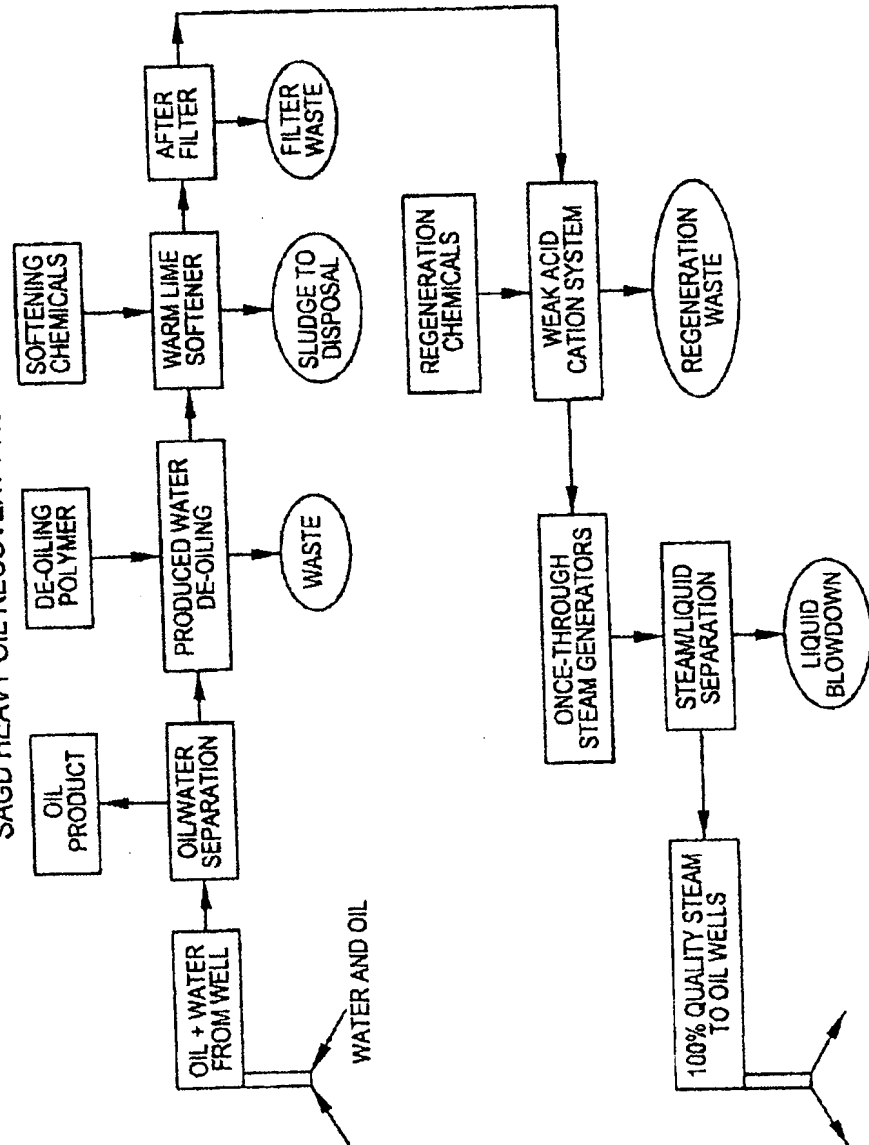 SAGD HEAVY OIL RECOVERY
OIL
PRODUCT
DE-OILING
POLYMER
SOFTENING
CHEMICALS
OIL + WATER
FROM WELL
OIL/WATER
SEPARATION
PRODUCED WATER
DE-OILING
WARM LIME
SOFTENER
AFTER
FILTER
WATER AND OIL
WASTE
SLUDGE TO
DISPOSAL
FILTER
WASTE
REGENERATION
CHEMICALS
ONCE-THROUGH
STEAM GENERATORS
WEAK ACID
CATION SYSTEM
100% QUALITY STEAM
TO OIL WELLS
STEAM/LIQUID
SEPARATION
REGENERATION
WASTE
LIQUID
BLOWDOWN